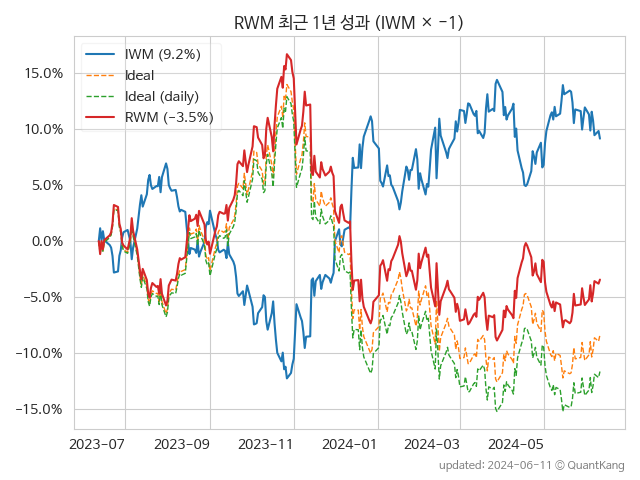 RWM 최근 1년 성과 (IWM × −1)
IWM (9.2%)
Ideal
Ideal (daily)
RWM (−3.5%)
15.0%
10.0%
5.0%
0.0%
−5.0%
−10.0%
−15.0%
2023-07
2023-09
2023-11
2024-01
2024-03
2024-05
updated: 2024-06-11 © QuantKang